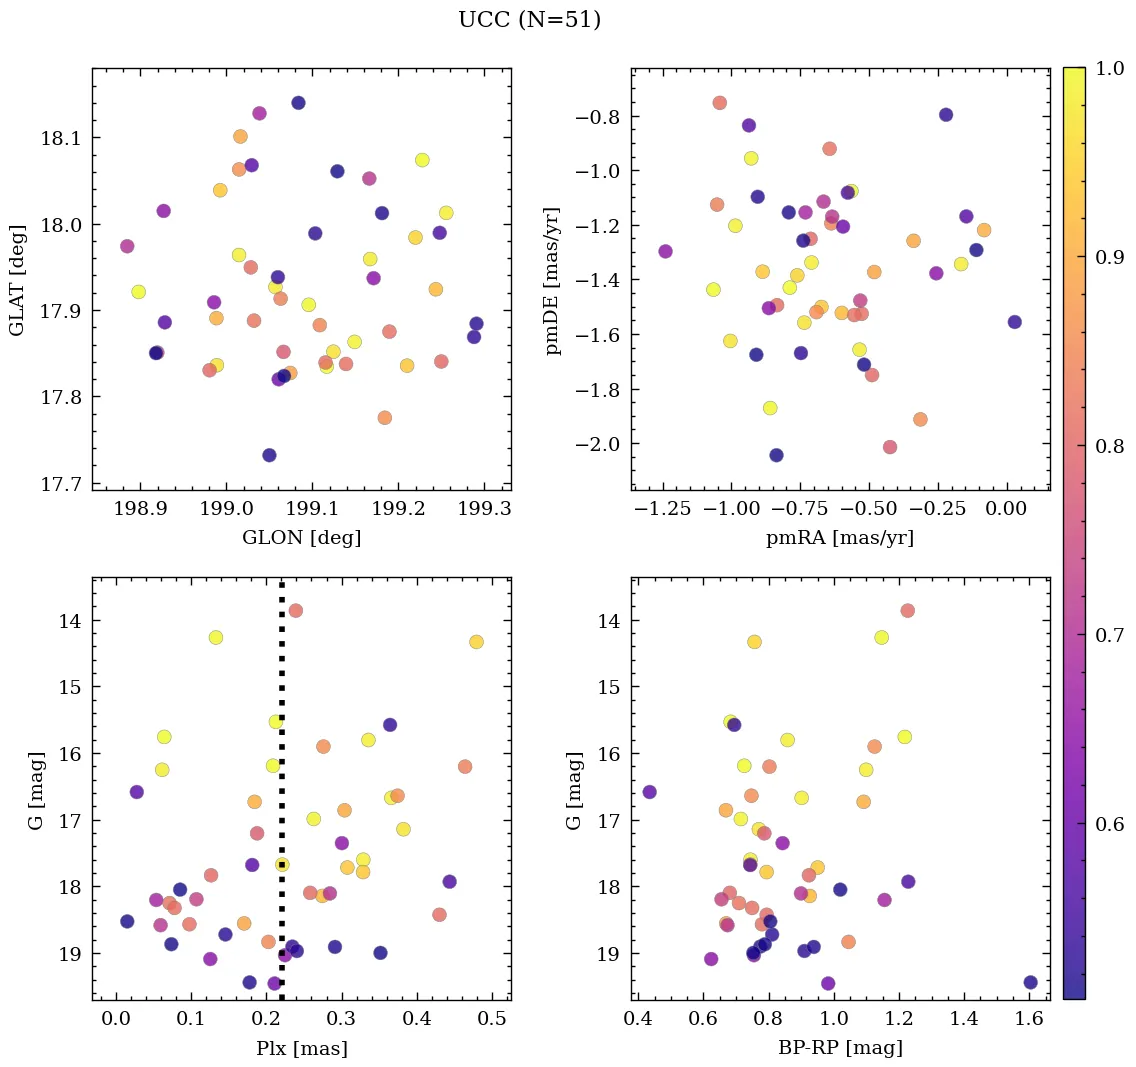 UCC (N=51)
18.1
18.0
17.9
17.8
17.7
GLAT [deg]
198.9 199.0 199.1 199.2 199.3
GLON [deg]
−0.8
−1.0
−1.2
−1.4
−1.6
−1.8
−2.0
pmDE [mas/yr]
−1.25 −1.00 −0.75 −0.50 −0.25 0.00
pmRA [mas/yr]
14
15
16
17
18
19
G [mag]
0.0 0.1 0.2 0.3 0.4 0.5
Plx [mas]
14
15
16
17
18
19
G [mag]
0.4 0.6 0.8 1.0 1.2 1.4 1.6
BP-RP [mag]
1.0
0.9
0.8
0.7
0.6